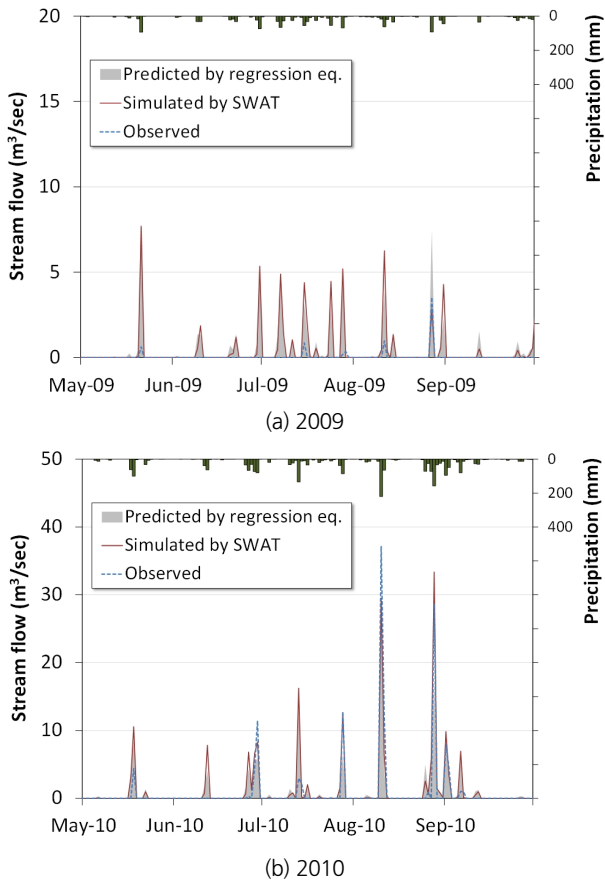 20
15
10
5
0
Stream flow (m³/sec)
0
200
400
Precipitation (mm)
Predicted by regression eq.
Simulated by SWAT
Observed
May-09 Jun-09 Jul-09 Aug-09 Sep-09
(a) 2009
50
40
30
20
10
0
Stream flow (m³/sec)
0
200
400
Precipitation (mm)
Predicted by regression eq.
Simulated by SWAT
Observed
May-10 Jun-10 Jul-10 Aug-10 Sep-10
(b) 2010